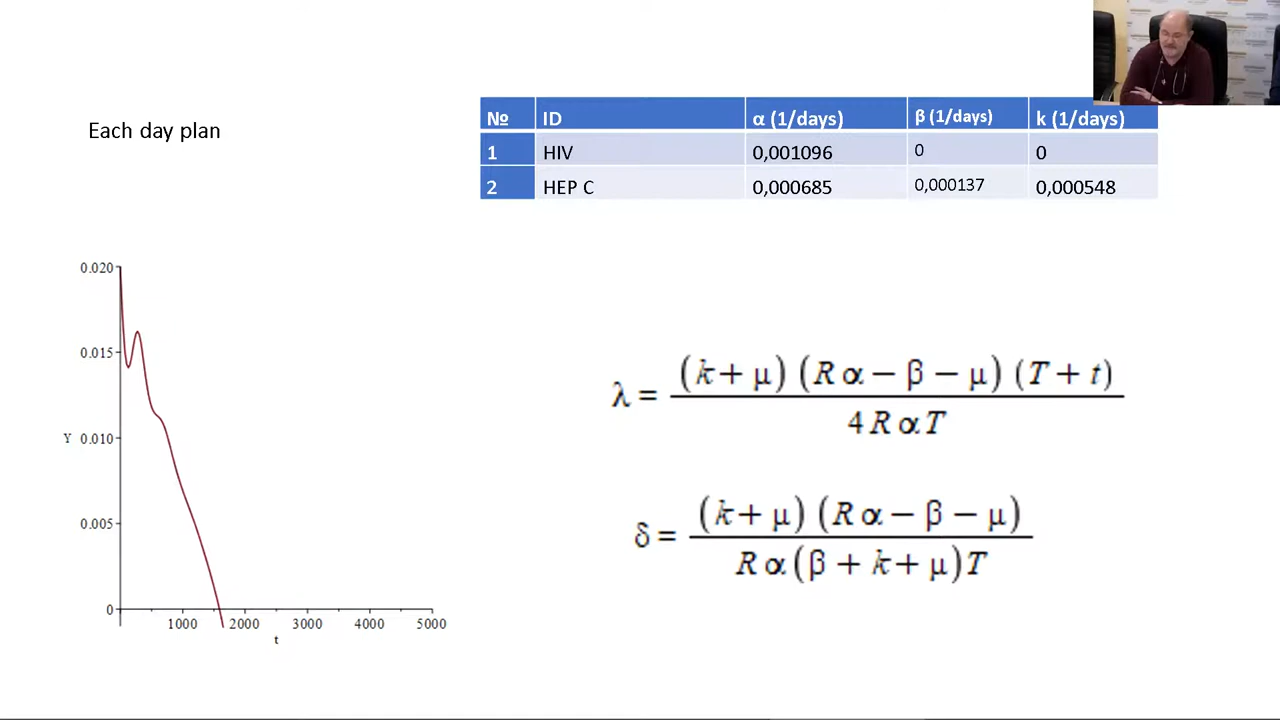 Each day plan
№ ID α (1/days) β (1/days) k (1/days)
1 HIV 0,001096 0 0
2 HEP C 0,000685 0,000137 0,000548
0.020
0.015
Y 0.010
0.005
0
1000 2000 3000 4000 5000
t
λ = (k + μ) (R α − β − μ) (T + t) / 4 R α T
δ = (k + μ) (R α − β − μ) / R α (β + k + μ) T